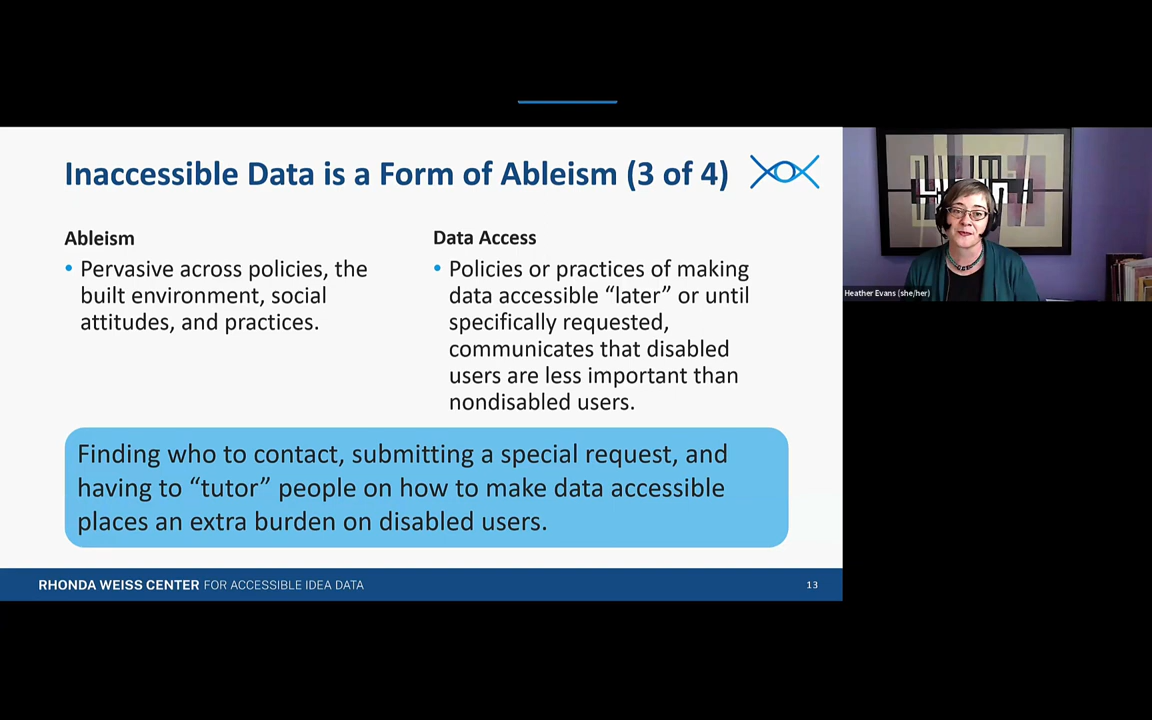 Inaccessible Data is a Form of Ableism (3 of 4)
Ableism
• Pervasive across policies, the
built environment, social
attitudes, and practices.
Data Access
• Policies or practices of making
data accessible “later” or until
specifically requested,
communicates that disabled
users are less important than
nondisabled users.
Finding who to contact, submitting a special request, and
having to “tutor” people on how to make data accessible
places an extra burden on disabled users.
RHONDA WEISS CENTER FOR ACCESSIBLE IDEA DATA
13
Heather Evans (she/her)